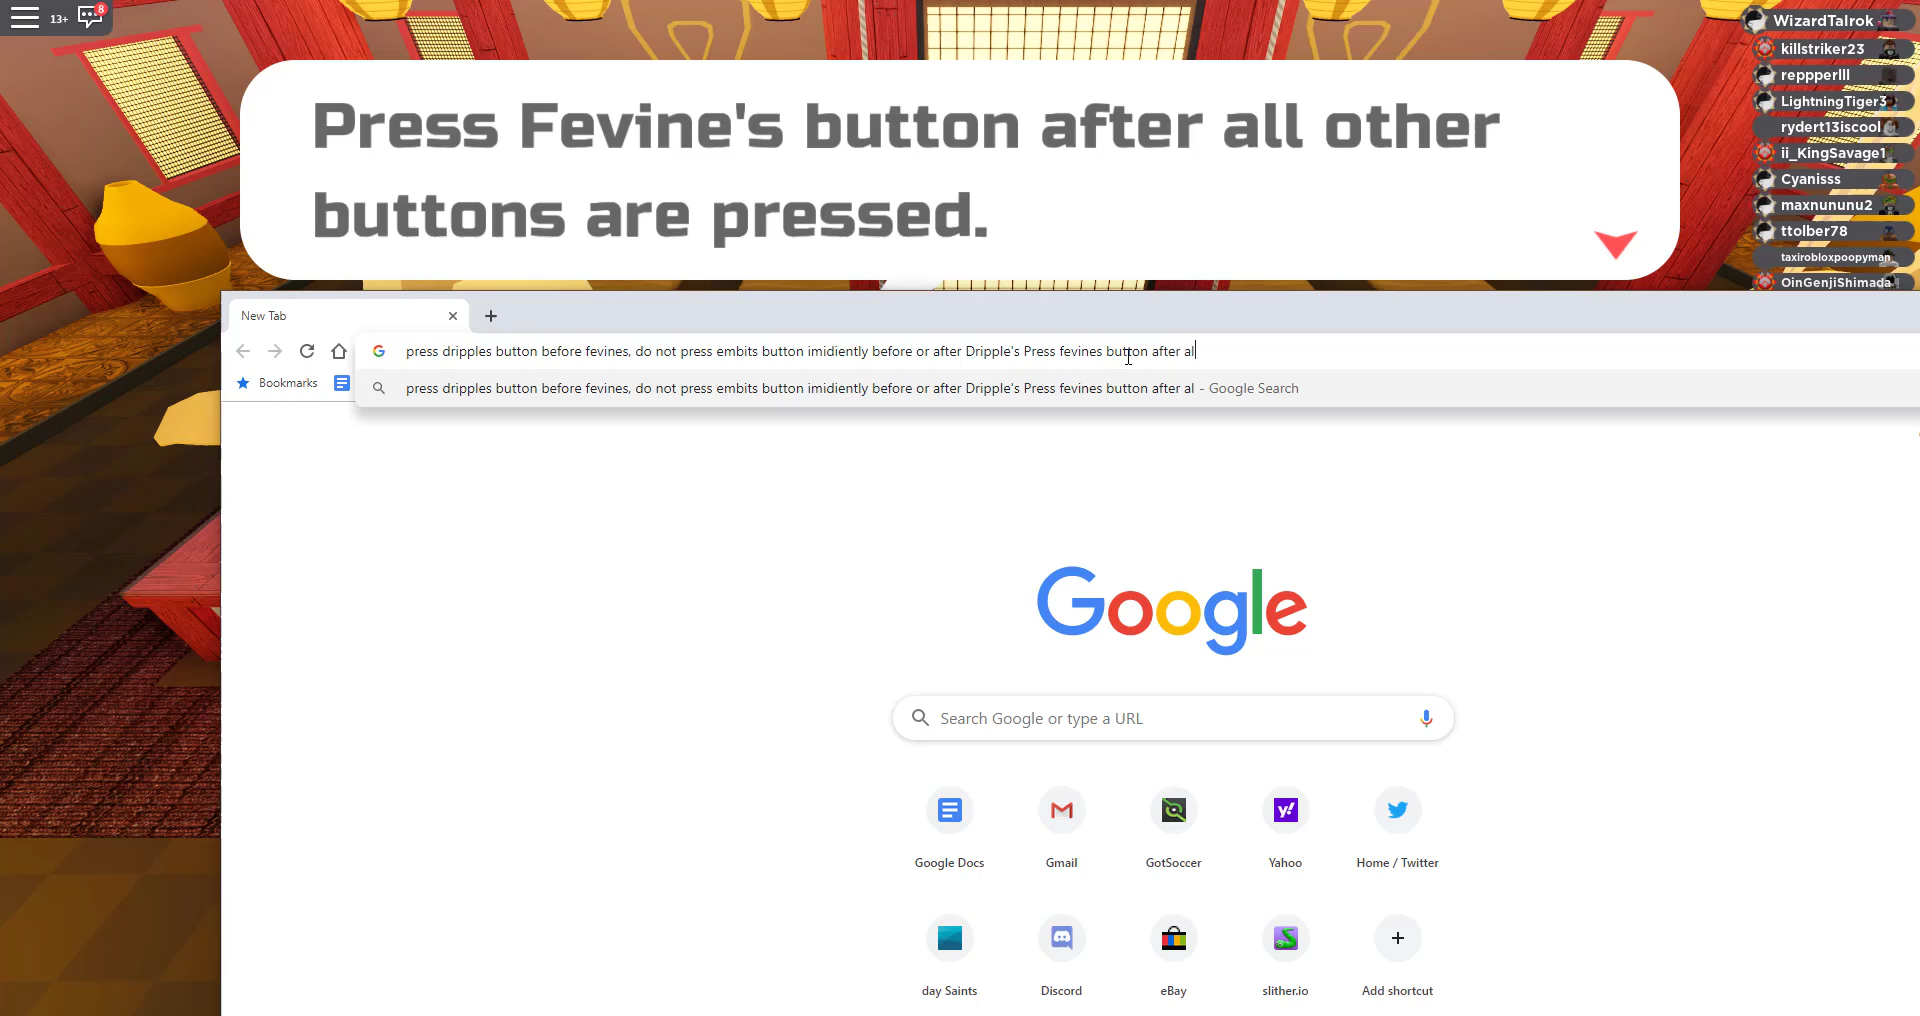 13+
8
WizardTalrok
killstriker23
reppperlll
LightningTiger3
rydert13iscool
ii_KingSavage1
Cyanisss
maxnununu2
ttolber78
taxirobloxpoopyman
OinGenjiShimada
Press Fevine's button after all other
buttons are pressed.
New Tab
press dripples button before fevines, do not press embits button imidiently before or after Dripple's Press fevines button after al
Bookmarks
press dripples button before fevines, do not press embits button imidiently before or after Dripple's Press fevines button after al - Google Search
Google
Search Google or type a URL
Google Docs
Gmail
GotSoccer
Yahoo
Home / Twitter
day Saints
Discord
eBay
slither.io
Add shortcut